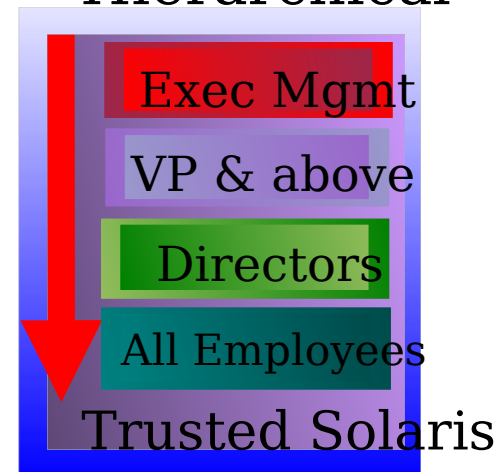 Exec Mgmt
VP & above
Directors
All Employees
Trusted Solaris